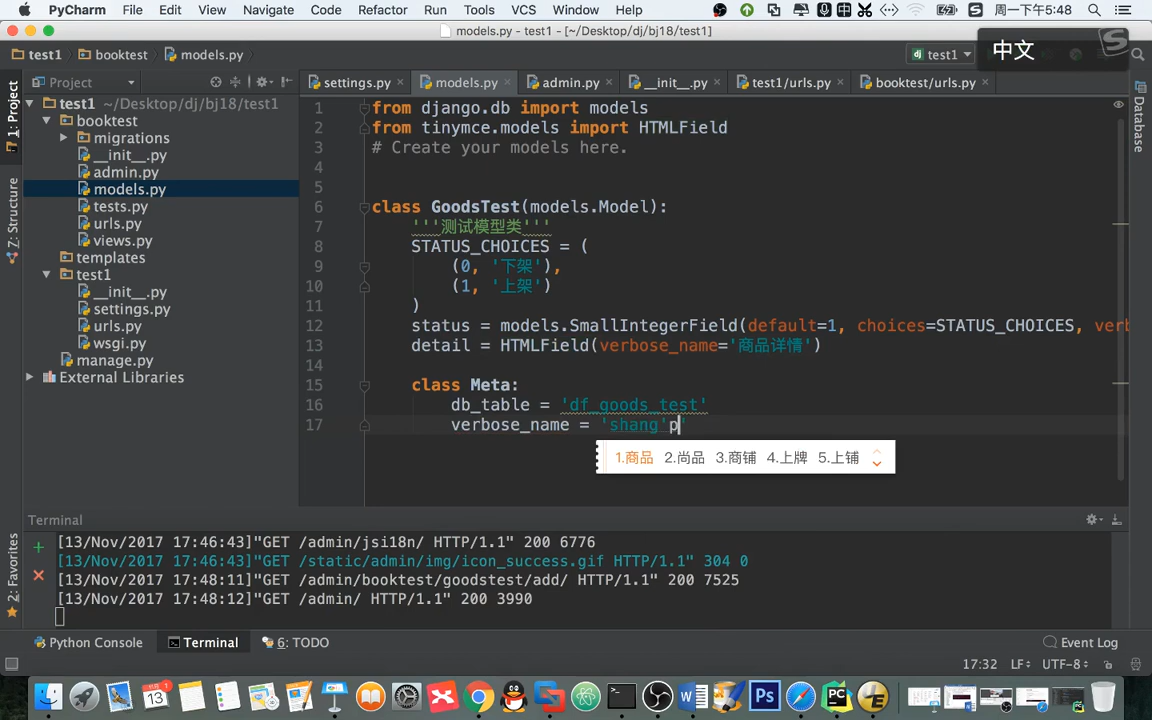 PyCharm File Edit View Navigate Code Refactor Run Tools VCS Window Help 周一下午5:48
models.py - test1 - [~/Desktop/dj/bj18/test1]
test1 booktest models.py test1 中文
Project settings.py models.py admin.py __init__.py test1/urls.py booktest/urls.py
1: Project
7: Structure
2: Favorites
Database
test1 ~/Desktop/dj/bj18/test1
booktest
migrations
__init__.py
admin.py
models.py
tests.py
urls.py
views.py
templates
test1
__init__.py
settings.py
urls.py
wsgi.py
manage.py
External Libraries
1 from django.db import models
2 from tinymce.models import HTMLField
3 # Create your models here.
4
5
6 class GoodsTest(models.Model):
7 '''测试模型类'''
8 STATUS_CHOICES = (
9 (0, '下架'),
10 (1, '上架')
11 )
12 status = models.SmallIntegerField(default=1, choices=STATUS_CHOICES, verb
13 detail = HTMLField(verbose_name='商品详情')
14
15 class Meta:
16 db_table = 'df_goods_test'
17 verbose_name = 'shang'p'
1.商品 2.尚品 3.商铺 4.上牌 5.上铺
Terminal
[13/Nov/2017 17:46:43]"GET /admin/jsi18n/ HTTP/1.1" 200 6776
[13/Nov/2017 17:46:43]"GET /static/admin/img/icon_success.gif HTTP/1.1" 304 0
[13/Nov/2017 17:48:11]"GET /admin/booktest/goodstest/add/ HTTP/1.1" 200 7525
[13/Nov/2017 17:48:12]"GET /admin/ HTTP/1.1" 200 3990
Python Console Terminal 6: TODO Event Log
17:32 LF÷ UTF-8÷